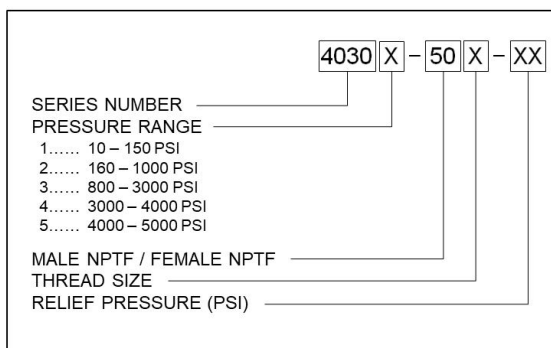 4030 X – 50 X – XX
SERIES NUMBER
PRESSURE RANGE
1...... 10 – 150 PSI
2...... 160 – 1000 PSI
3...... 800 – 3000 PSI
4...... 3000 – 4000 PSI
5...... 4000 – 5000 PSI
MALE NPTF / FEMALE NPTF
THREAD SIZE
RELIEF PRESSURE (PSI)